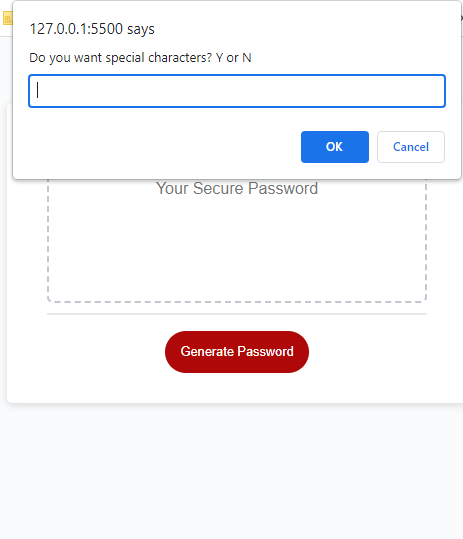 127.0.0.1:5500 says
Do you want special characters? Y or N
OK
Cancel
Your Secure Password
Generate Password